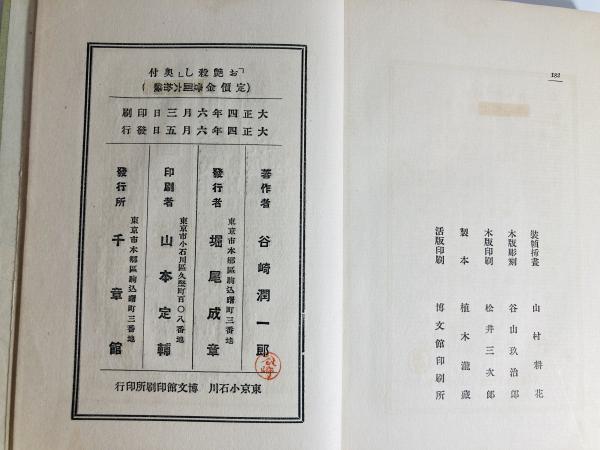 182
裝幀揷畫 山村耕花
木版彫刻 谷山玖治郎
木版印刷 松井三次郎
製本 植木瀧藏
活版印刷 博文館印刷所
「お艶殺し」奧付
(定價金壹圓
大正四年六月三日印刷
大正四年六月五日發行
著作者 谷崎潤一郎
東京市本鄕區駒込曙町三番地
發行者 堀尾成章
東京市小石川區久堅町百〇八番地
印刷者 山本定輔
東京市本鄕區駒込曙町三番地
發行所 千章館
東京小石川 博文館印刷所印行